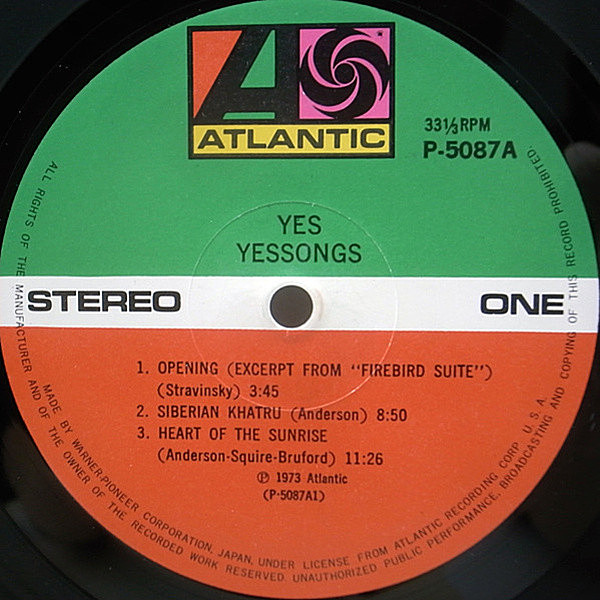 ATLANTIC
33⅓RPM
P-5087A
YES
YESSONGS
STEREO
ONE
1. OPENING (EXCERPT FROM "FIREBIRD SUITE")
(Stravinsky) 3:45
2. SIBERIAN KHATRU (Anderson) 8:50
3. HEART OF THE SUNRISE
(Anderson-Squire-Bruford) 11:26
Ⓟ 1973 Atlantic
(P-5087A1)
MADE BY WARNER-PIONEER CORPORATION, JAPAN, UNDER LICENSE FROM ATLANTIC RECORDING CORP. U. S. A.
ALL RIGHTS OF THE MANUFACTURER AND OF THE OWNER OF THE RECORDED WORK RESERVED. UNAUTHORIZED PUBLIC PERFORMANCE, BROADCASTING AND COPYING OF THIS RECORD PROHIBITED.